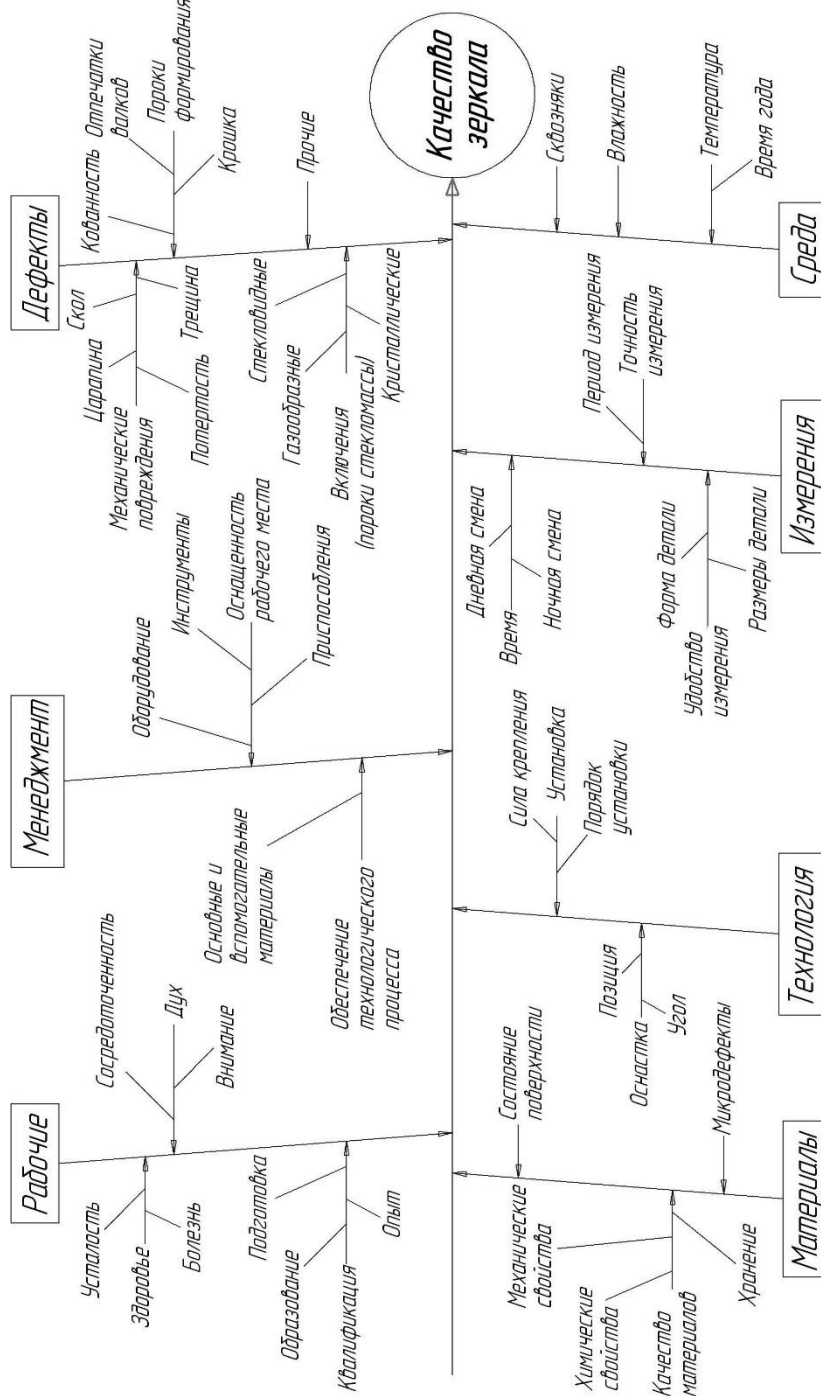 Рабочие
Усталость
Здоровье
Болезнь
Сосредоточенность
Дух
Внимание
Образование
Подготовка
Квалификация
Опыт
Менеджмент
Оборудование
Инструменты
Оснащенность
рабочего места
Приспособления
Основные и
вспомогательные
материалы
Обеспечение
технологического
процесса
Дефекты
Царапина
Скол
Механические
повреждения
Потертость
Трещина
Кованность
Отпечатки
валков
Пороки
формирования
Крошка
Прочие
Газообразные
Стекловидные
Включения
(пороки стекломассы)
Кристаллические
Качество
зеркала
Механические
свойства
Состояние
поверхности
Химические
свойства
Качество
материалов
Хранение
Микродефекты
Материалы
Сила крепления
Установка
Порядок
установки
Позиция
Оснастка
Угол
Технология
Дневная смена
Время
Ночная смена
Период измерения
Точность
измерения
Форма детали
Удобство
измерения
Размеры детали
Измерения
Сквозняки
Влажность
Температура
Время года
Среда